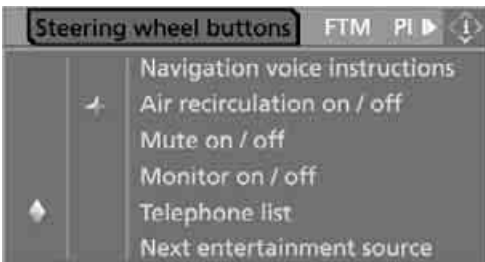 Steering wheel buttons FTM PI
Navigation voice instructions
Air recirculation on / off
Mute on / off
Monitor on / off
Telephone list
Next entertainment source